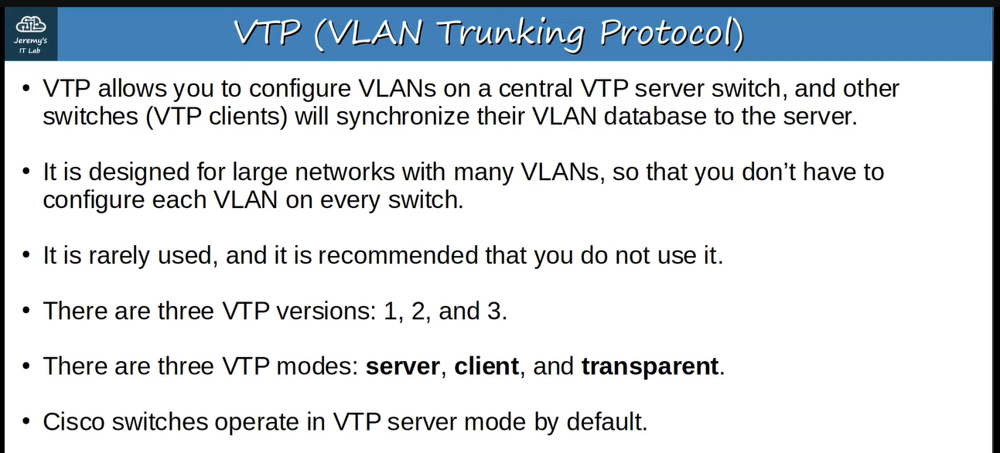 Jeremy's
IT Lab
VTP (VLAN Trunking Protocol)
• VTP allows you to configure VLANs on a central VTP server switch, and other
switches (VTP clients) will synchronize their VLAN database to the server.
• It is designed for large networks with many VLANs, so that you don’t have to
configure each VLAN on every switch.
• It is rarely used, and it is recommended that you do not use it.
• There are three VTP versions: 1, 2, and 3.
• There are three VTP modes: server, client, and transparent.
• Cisco switches operate in VTP server mode by default.